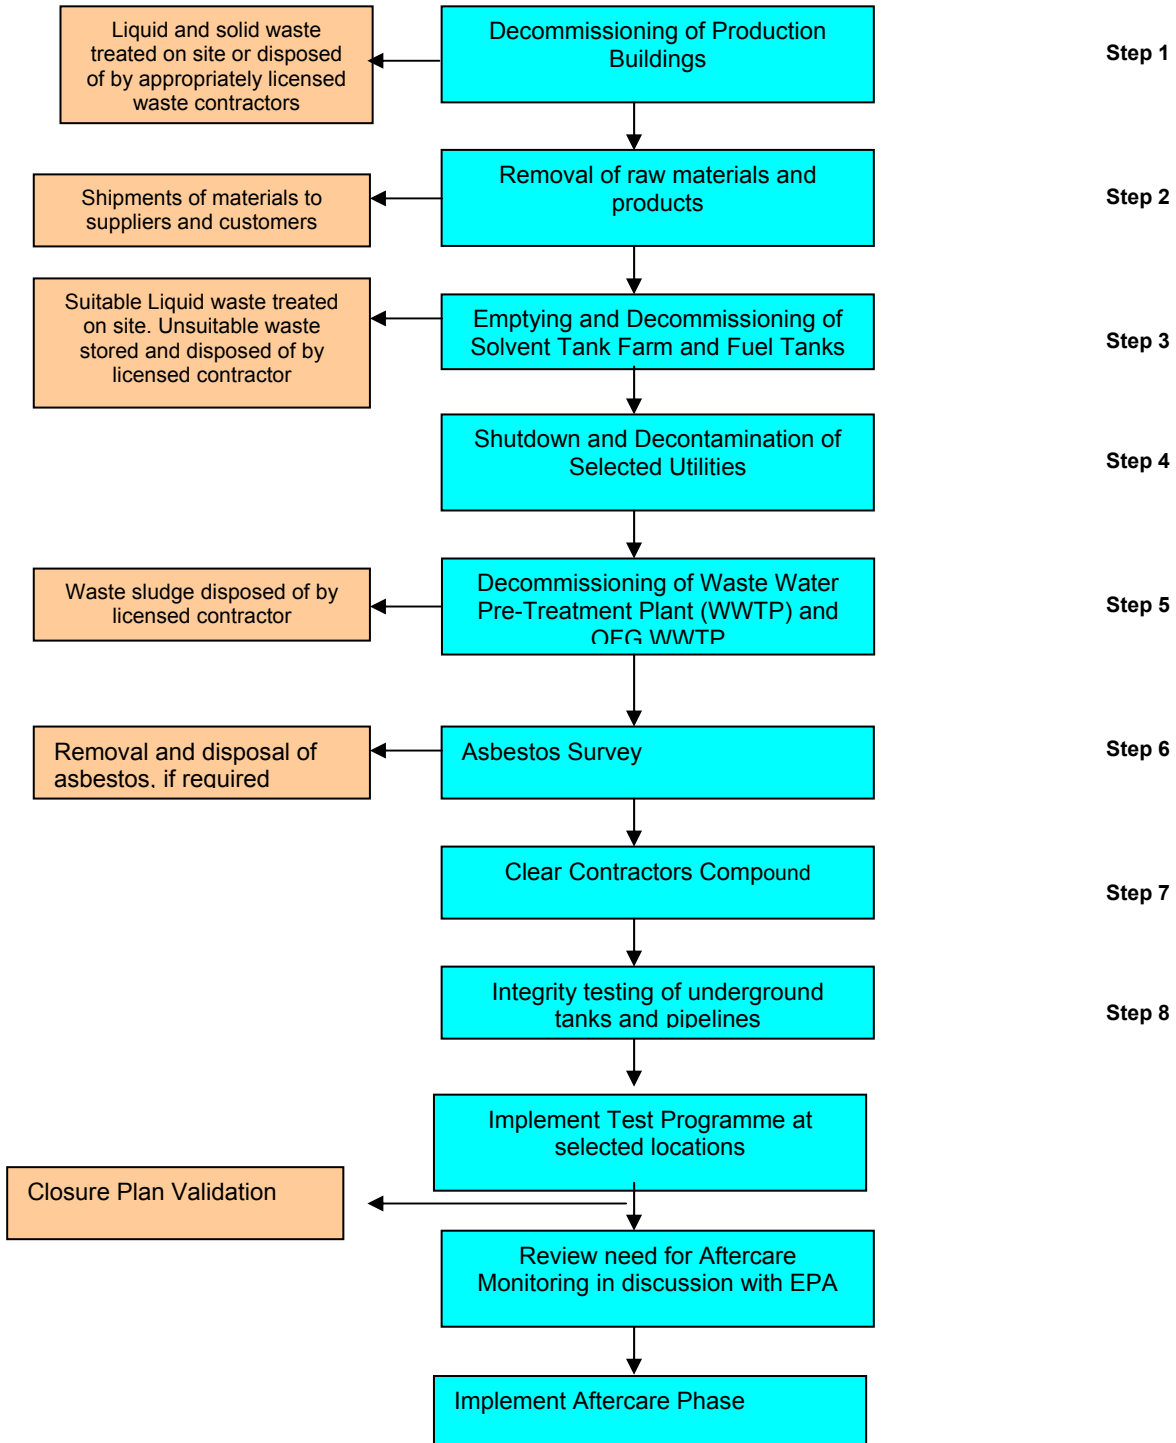 Liquid and solid waste
treated on site or disposed
of by appropriately licensed
waste contractors
Decommissioning of Production
Buildings
Step 1
Shipments of materials to
suppliers and customers
Removal of raw materials and
products
Step 2
Suitable Liquid waste treated
on site. Unsuitable waste
stored and disposed of by
licensed contractor
Emptying and Decommissioning of
Solvent Tank Farm and Fuel Tanks
Step 3
Shutdown and Decontamination of
Selected Utilities
Step 4
Waste sludge disposed of by
licensed contractor
Decommissioning of Waste Water
Pre-Treatment Plant (WWTP) and
OFG WWTP
Step 5
Removal and disposal of
asbestos, if required
Asbestos Survey
Step 6
Clear Contractors Compound
Step 7
Integrity testing of underground
tanks and pipelines
Step 8
Implement Test Programme at
selected locations
Closure Plan Validation
Review need for Aftercare
Monitoring in discussion with EPA
Implement Aftercare Phase